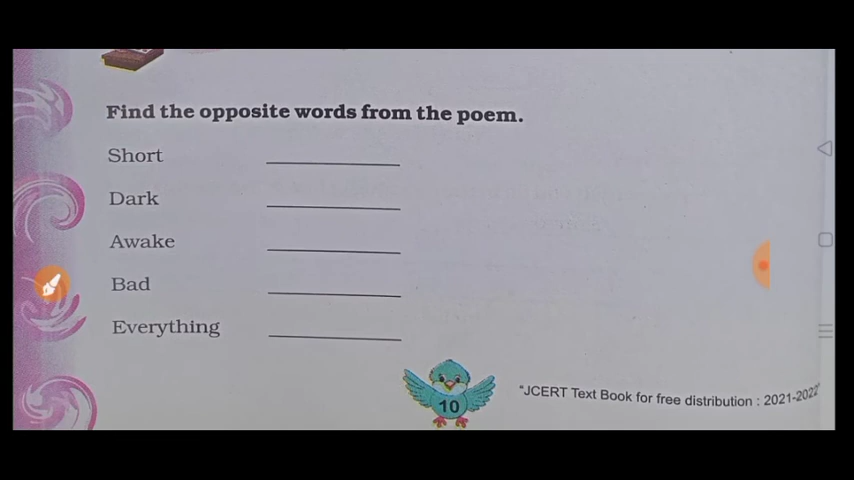 Find the opposite words from the poem.
Short
Dark
Awake
Bad
Everything
10
"JCERT Text Book for free distribution : 2021-2022"